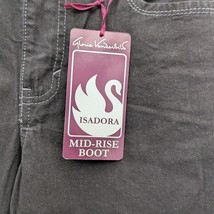 Gloria Vanderbilt
ISADORA
MID-RISE
BOOT